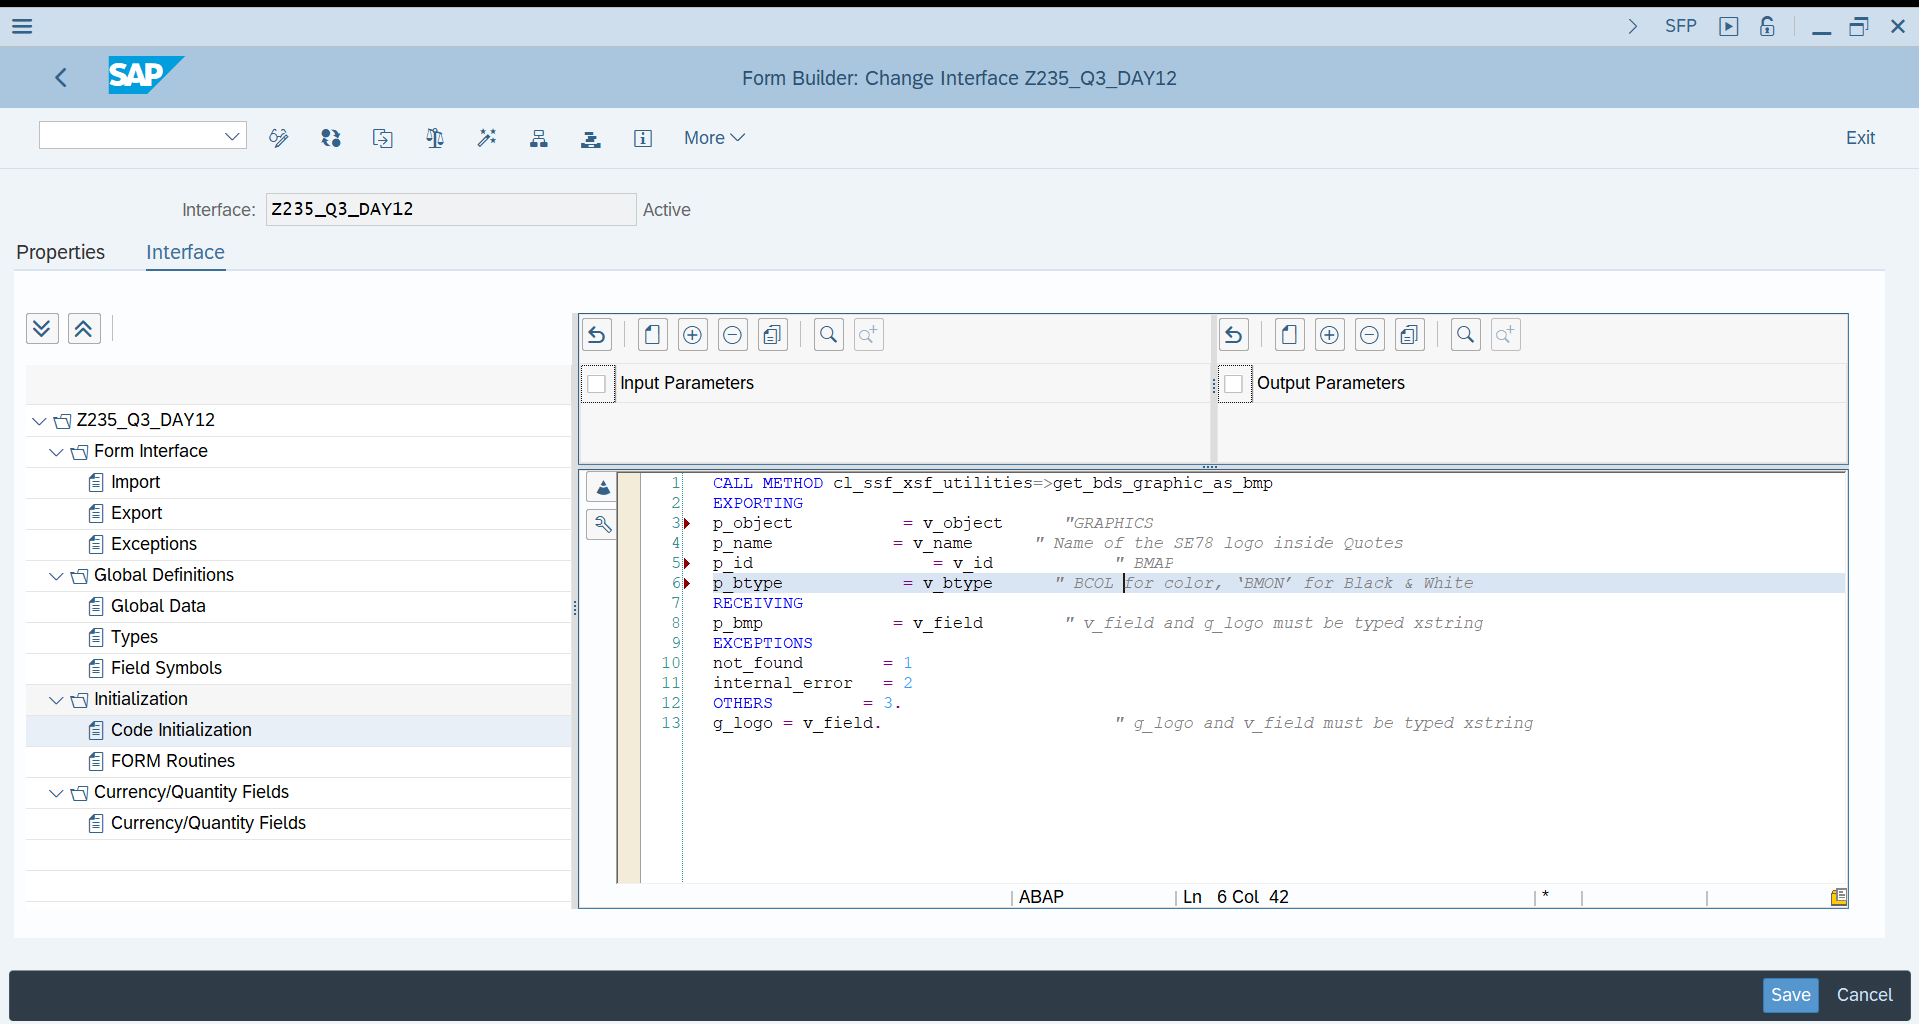 SFP
SAP
Form Builder: Change Interface Z235_Q3_DAY12
More
Exit
Interface: Z235_Q3_DAY12 Active
Properties Interface
Input Parameters
Output Parameters
Z235_Q3_DAY12
Form Interface
Import
Export
Exceptions
Global Definitions
Global Data
Types
Field Symbols
Initialization
Code Initialization
FORM Routines
Currency/Quantity Fields
Currency/Quantity Fields
1 CALL METHOD cl_ssf_xsf_utilities=>get_bds_graphic_as_bmp
2 EXPORTING
3 p_object = v_object "GRAPHICS
4 p_name = v_name " Name of the SE78 logo inside Quotes
5 p_id = v_id " BMAP
6 p_btype = v_btype " BCOL for color, ‘BMON’ for Black & White
7 RECEIVING
8 p_bmp = v_field " v_field and g_logo must be typed xstring
9 EXCEPTIONS
10 not_found = 1
11 internal_error = 2
12 OTHERS = 3.
13 g_logo = v_field. " g_logo and v_field must be typed xstring
ABAP Ln 6 Col 42 *
Save Cancel